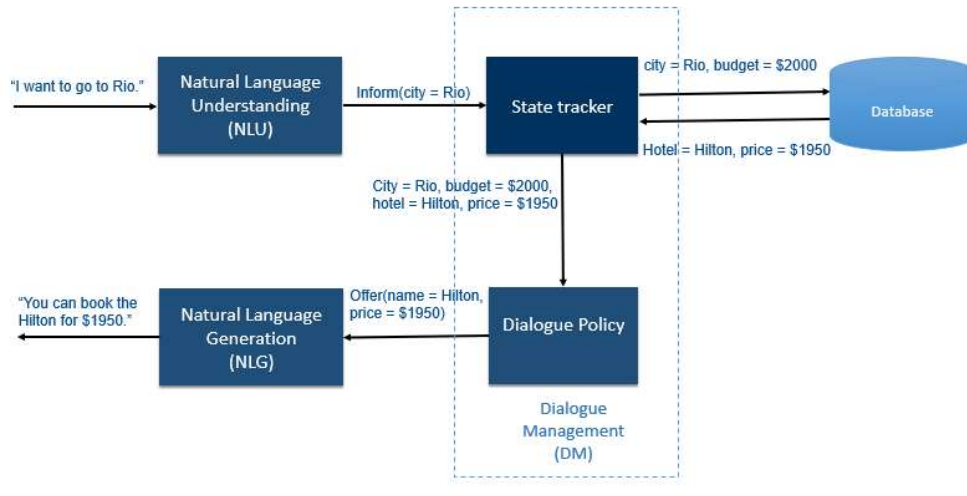 “I want to go to Rio.”
Natural Language
Understanding
(NLU)
Inform(city = Rio)
State tracker
city = Rio, budget = $2000
Database
Hotel = Hilton, price = $1950
City = Rio, budget = $2000,
hotel = Hilton, price = $1950
“You can book the
Hilton for $1950.”
Natural Language
Generation
(NLG)
Offer(name = Hilton,
price = $1950)
Dialogue Policy
Dialogue
Management
(DM)